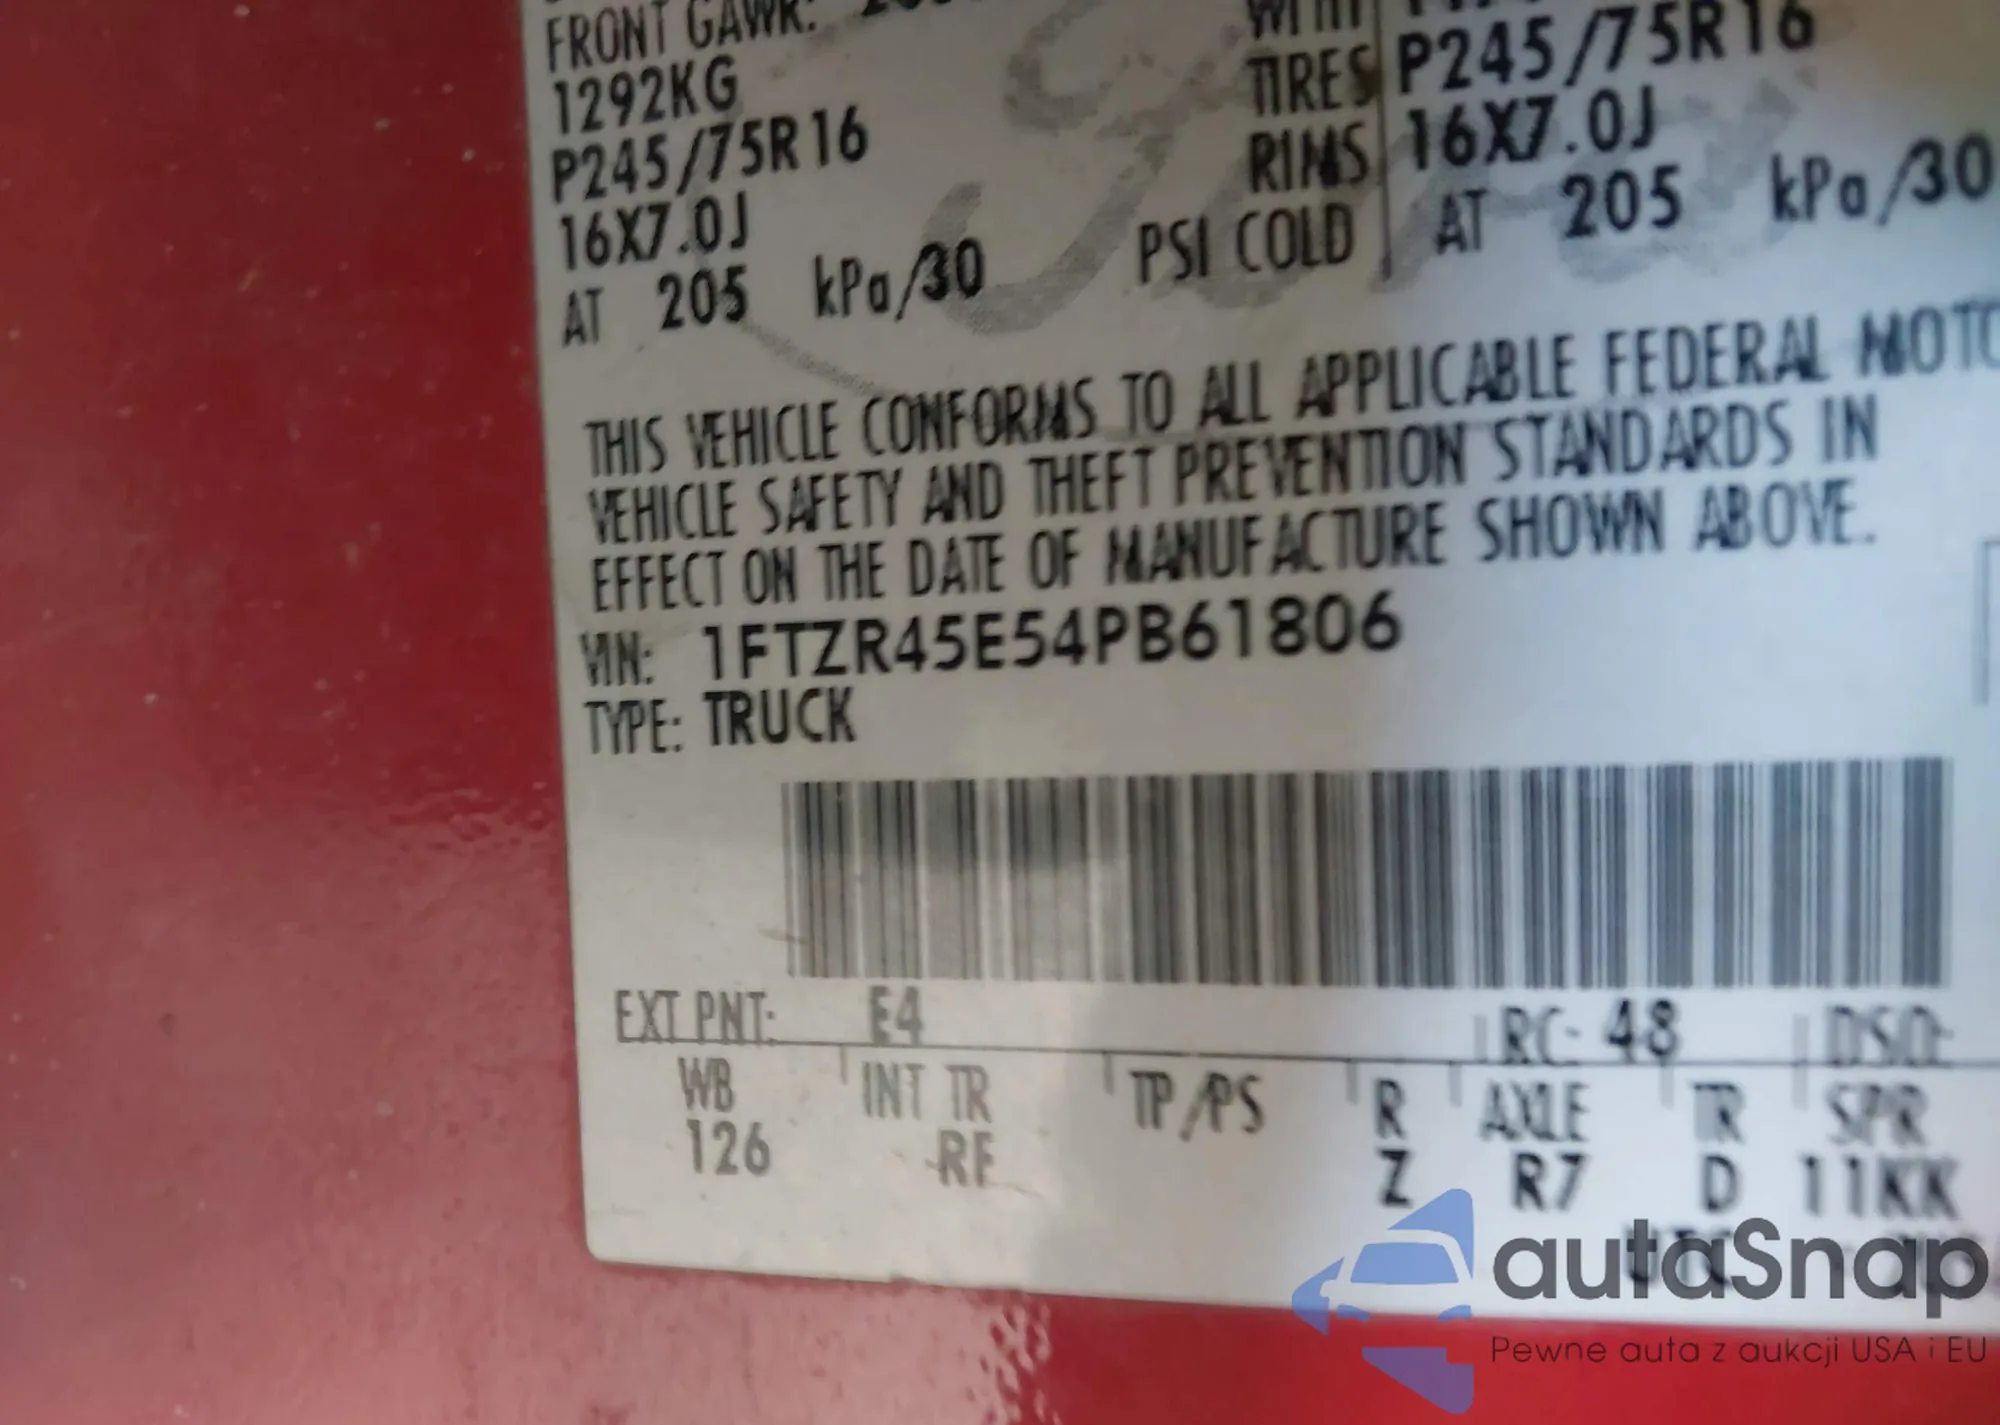 FRONT GAWR:
1292KG
P245/75R16
16X7.0J
AT 205 kPa/30
TIRES P245/75R16
RIMS 16X7.0J
PSI COLD AT 205 kPa/30
THIS VEHICLE CONFORMS TO ALL APPLICABLE FEDERAL MOTO
VEHICLE SAFETY AND THEFT PREVENTION STANDARDS IN
EFFECT ON THE DATE OF MANUFACTURE SHOWN ABOVE.
VIN: 1FTZR45E54PB61806
TYPE: TRUCK
EXT PNT: E4 RC: 48 DSO:
WB INT TR TP/PS R AXLE TR SPR
126 RF Z R7 D 11KK
autaSnap
Pewne auta z aukcji USA i EU